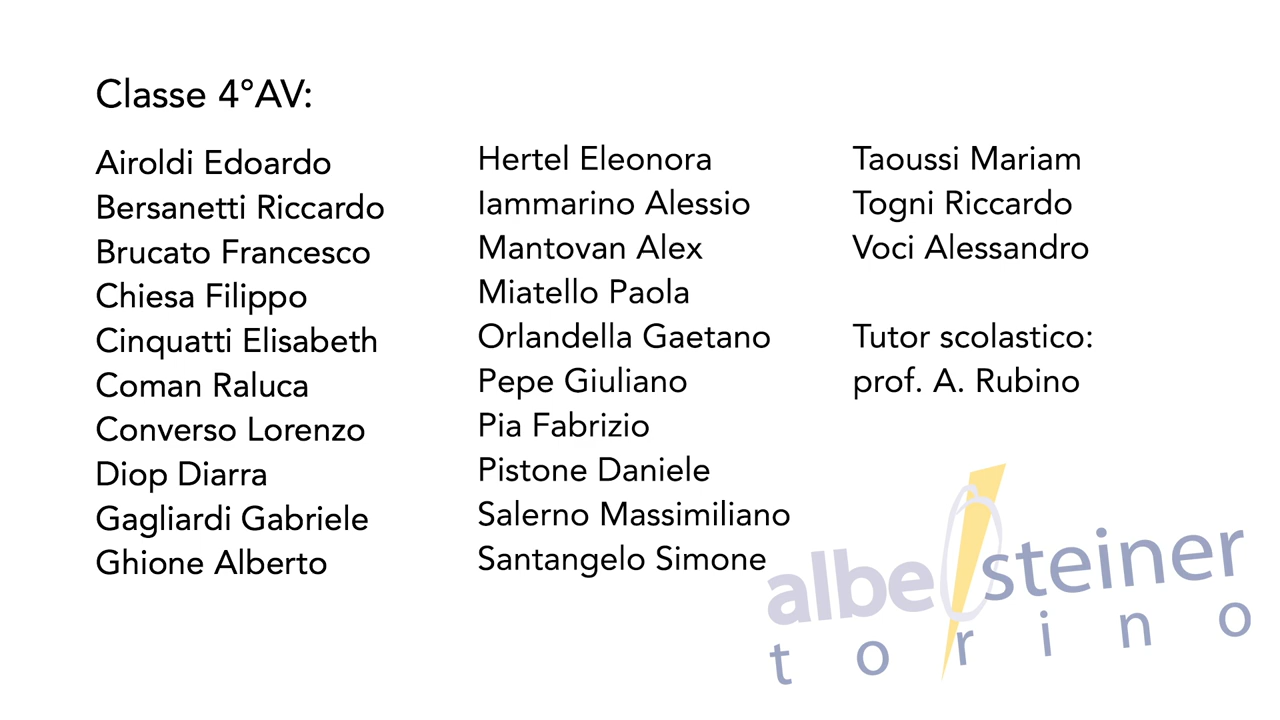 Classe 4°AV:
Airoldi Edoardo
Bersanetti Riccardo
Brucato Francesco
Chiesa Filippo
Cinquatti Elisabeth
Coman Raluca
Converso Lorenzo
Diop Diarra
Gagliardi Gabriele
Ghione Alberto
Hertel Eleonora
Iammarino Alessio
Mantovan Alex
Miatello Paola
Orlandella Gaetano
Pepe Giuliano
Pia Fabrizio
Pistone Daniele
Salerno Massimiliano
Santangelo Simone
Taoussi Mariam
Togni Riccardo
Voci Alessandro
Tutor scolastico:
prof. A. Rubino
albe steiner
torino